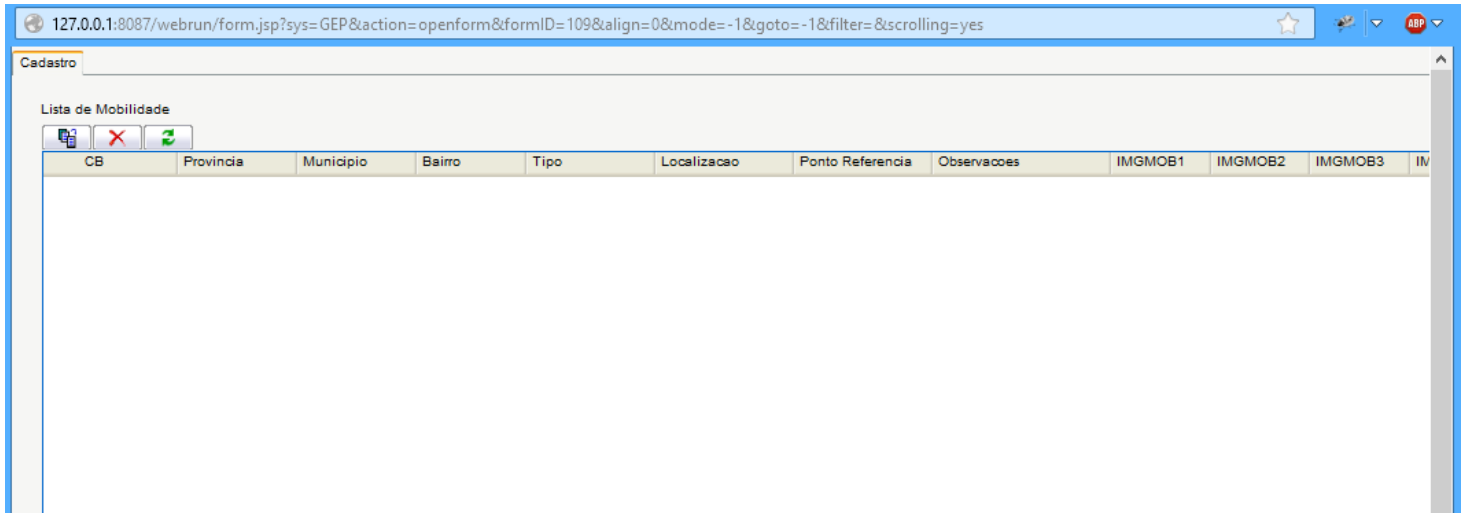 127.0.0.1:8087/webrun/form.jsp?sys=GEP&action=openform&formID=109&align=0&mode=-1&goto=-1&filter=&scrolling=yes
ABP
Cadastro
Lista de Mobilidade
CB Provincia Municipio Bairro Tipo Localizacao Ponto Referencia Observacoes IMGMOB1 IMGMOB2 IMGMOB3 IM